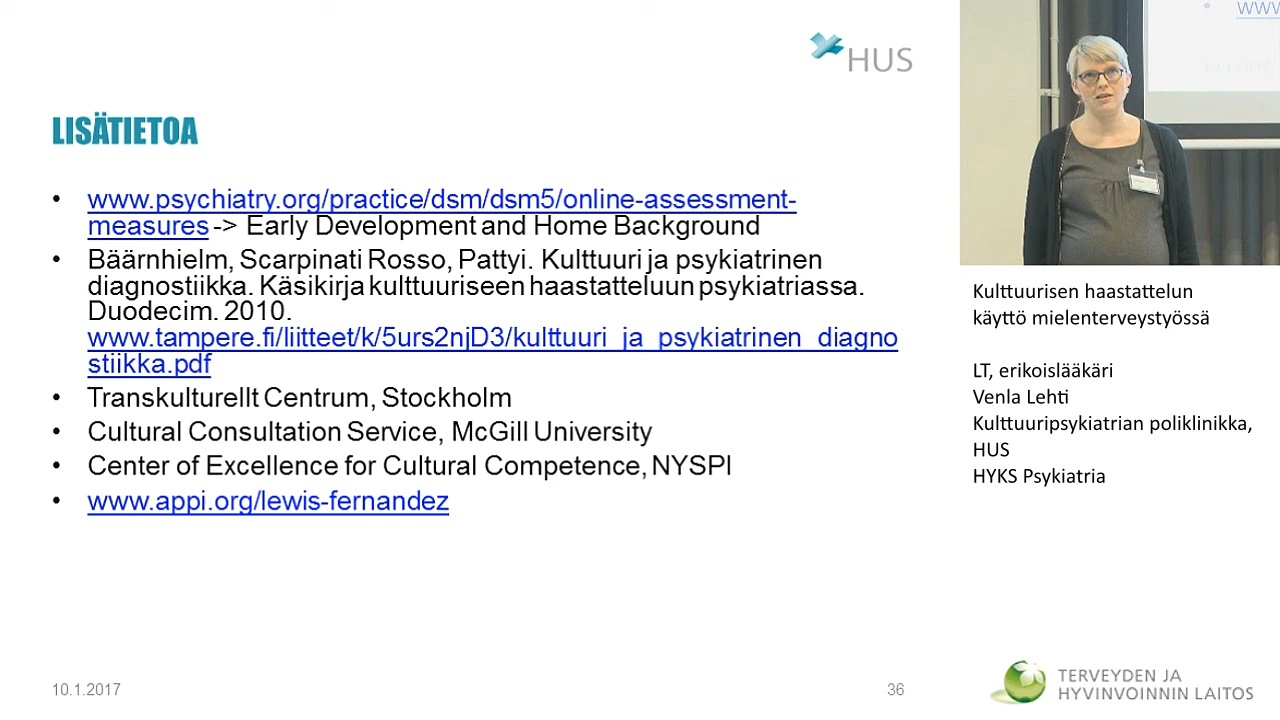 HUS
LISÄTIETOA
• www.psychiatry.org/practice/dsm/dsm5/online-assessment-
measures -> Early Development and Home Background
• Bäärnhielm, Scarpinati Rosso, Pattyi. Kulttuuri ja psykiatrinen
diagnostiikka. Käsikirja kulttuuriseen haastatteluun psykiatriassa.
Duodecim. 2010.
www.tampere.fi/liitteet/k/5urs2njD3/kulttuuri_ja_psykiatrinen_diagno
stiikka.pdf
• Transkulturellt Centrum, Stockholm
• Cultural Consultation Service, McGill University
• Center of Excellence for Cultural Competence, NYSPI
• www.appi.org/lewis-fernandez
10.1.2017
36
www
Kulttuurisen haastattelun
käyttö mielenterveystyössä
LT, erikoislääkäri
Venla Lehti
Kulttuuripsykiatrian poliklinikka,
HUS
HYKS Psykiatria
TERVEYDEN JA
HYVINVOINNIN LAITOS